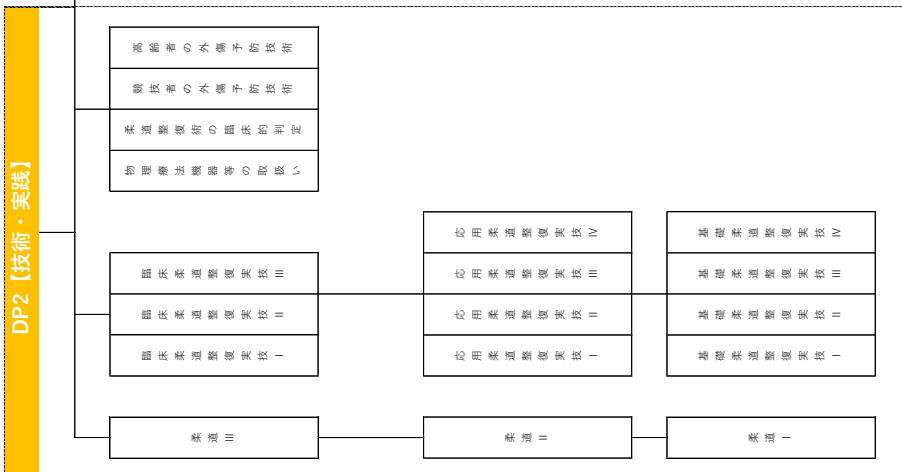 DP2【技術・実践】
高齢者の外傷予防技術
競技者の外傷予防技術
柔道整復術の臨床的判定
物理療法機器等の取扱い
臨床柔道整復実技Ⅲ
臨床柔道整復実技Ⅱ
臨床柔道整復実技Ⅰ
応用柔道整復実技Ⅳ
応用柔道整復実技Ⅲ
応用柔道整復実技Ⅱ
応用柔道整復実技Ⅰ
基礎柔道整復実技Ⅳ
基礎柔道整復実技Ⅲ
基礎柔道整復実技Ⅱ
基礎柔道整復実技Ⅰ
柔道Ⅲ
柔道Ⅱ
柔道Ⅰ